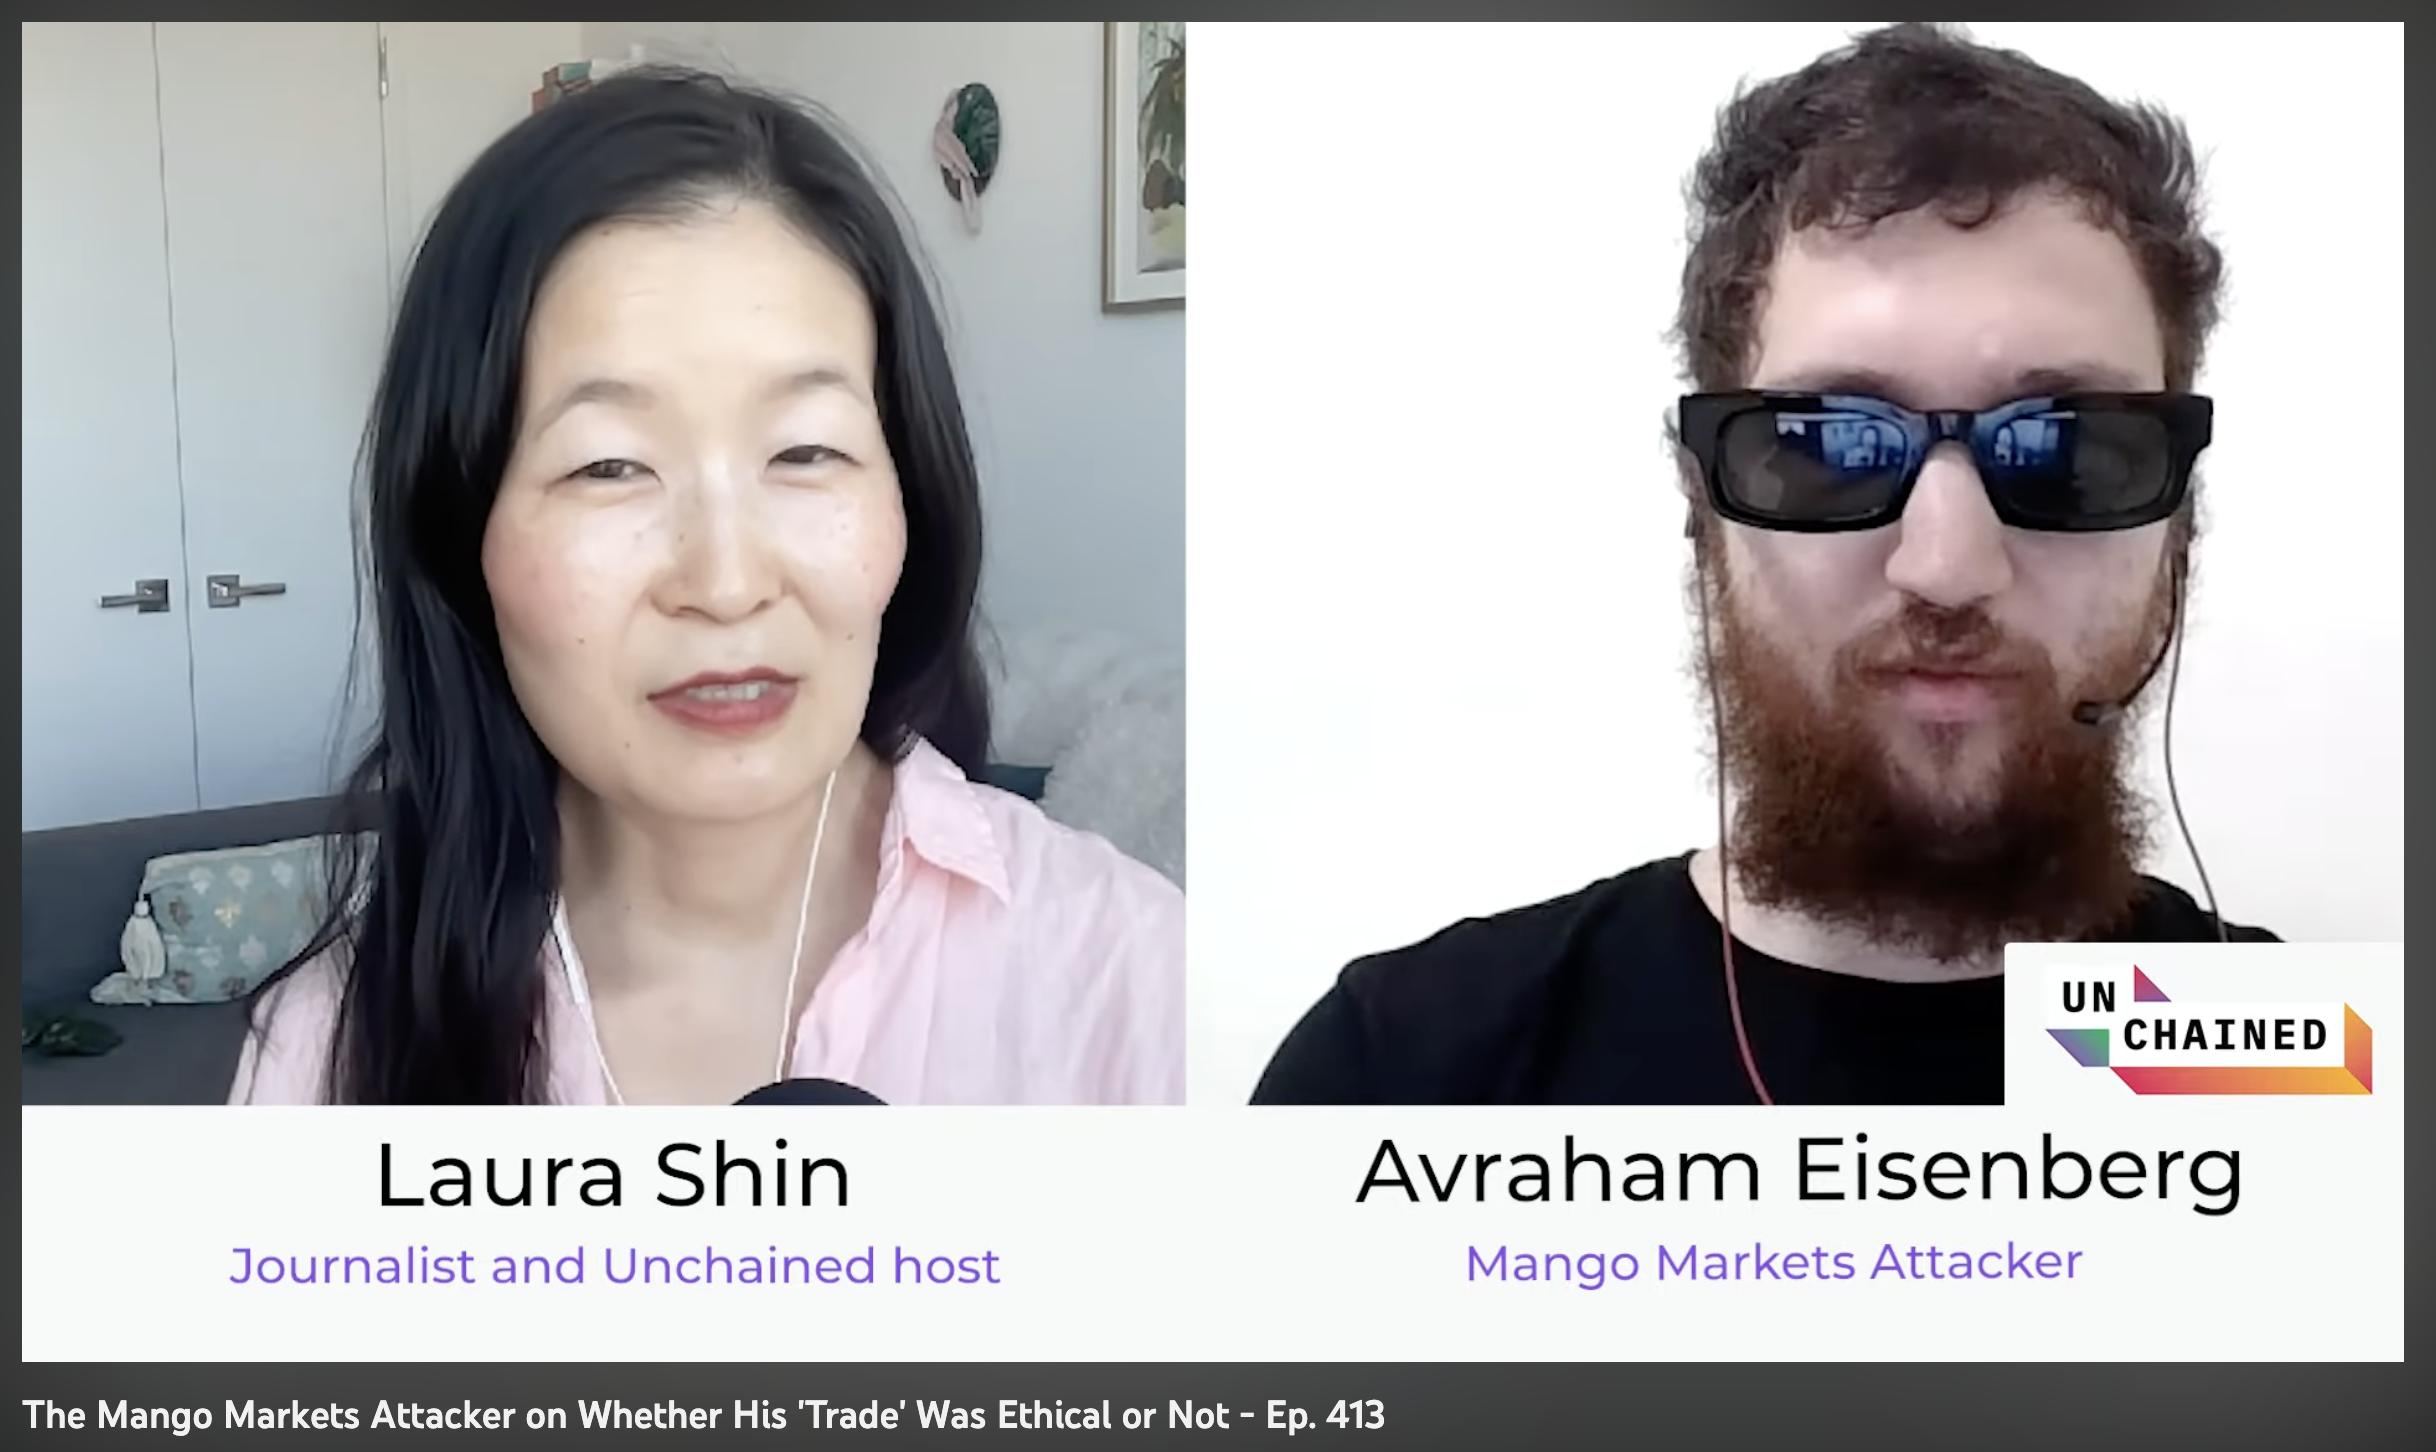 UN
CHAINED
Laura Shin
Avraham Eisenberg
Journalist and Unchained host
Mango Markets Attacker
The Mango Markets Attacker on Whether His 'Trade' Was Ethical or Not - Ep. 413